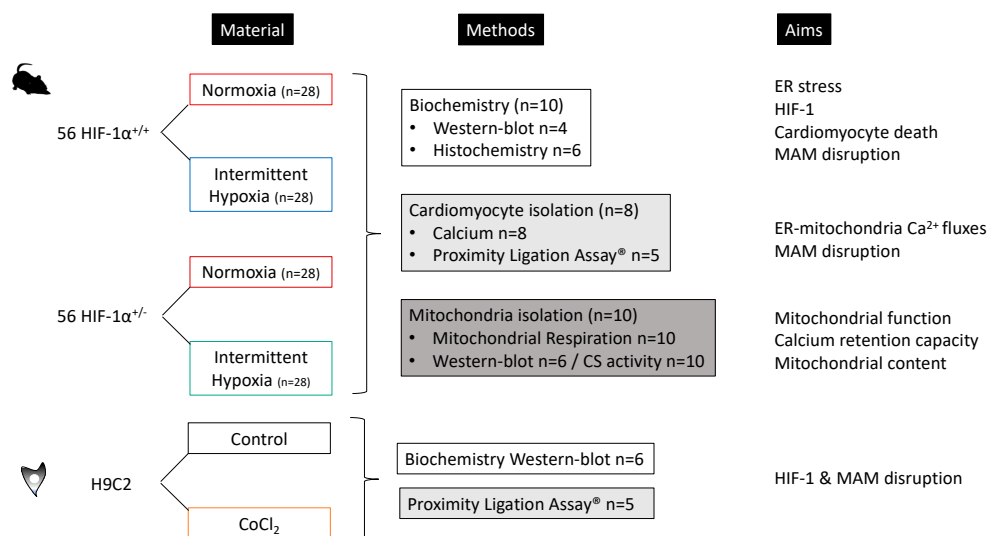 Material
Methods
Aims
56 HIF-1α+/+
Normoxia (n=28)
Intermittent
Hypoxia (n=28)
56 HIF-1α+/-
Normoxia (n=28)
Intermittent
Hypoxia (n=28)
Biochemistry (n=10)
• Western-blot n=4
• Histochemistry n=6
Cardiomyocyte isolation (n=8)
• Calcium n=8
• Proximity Ligation Assay® n=5
Mitochondria isolation (n=10)
• Mitochondrial Respiration n=10
• Western-blot n=6 / CS activity n=10
ER stress
HIF-1
Cardiomyocyte death
MAM disruption
ER-mitochondria Ca²⁺ fluxes
MAM disruption
Mitochondrial function
Calcium retention capacity
Mitochondrial content
H9C2
Control
CoCl₂
Biochemistry Western-blot n=6
Proximity Ligation Assay® n=5
HIF-1 & MAM disruption